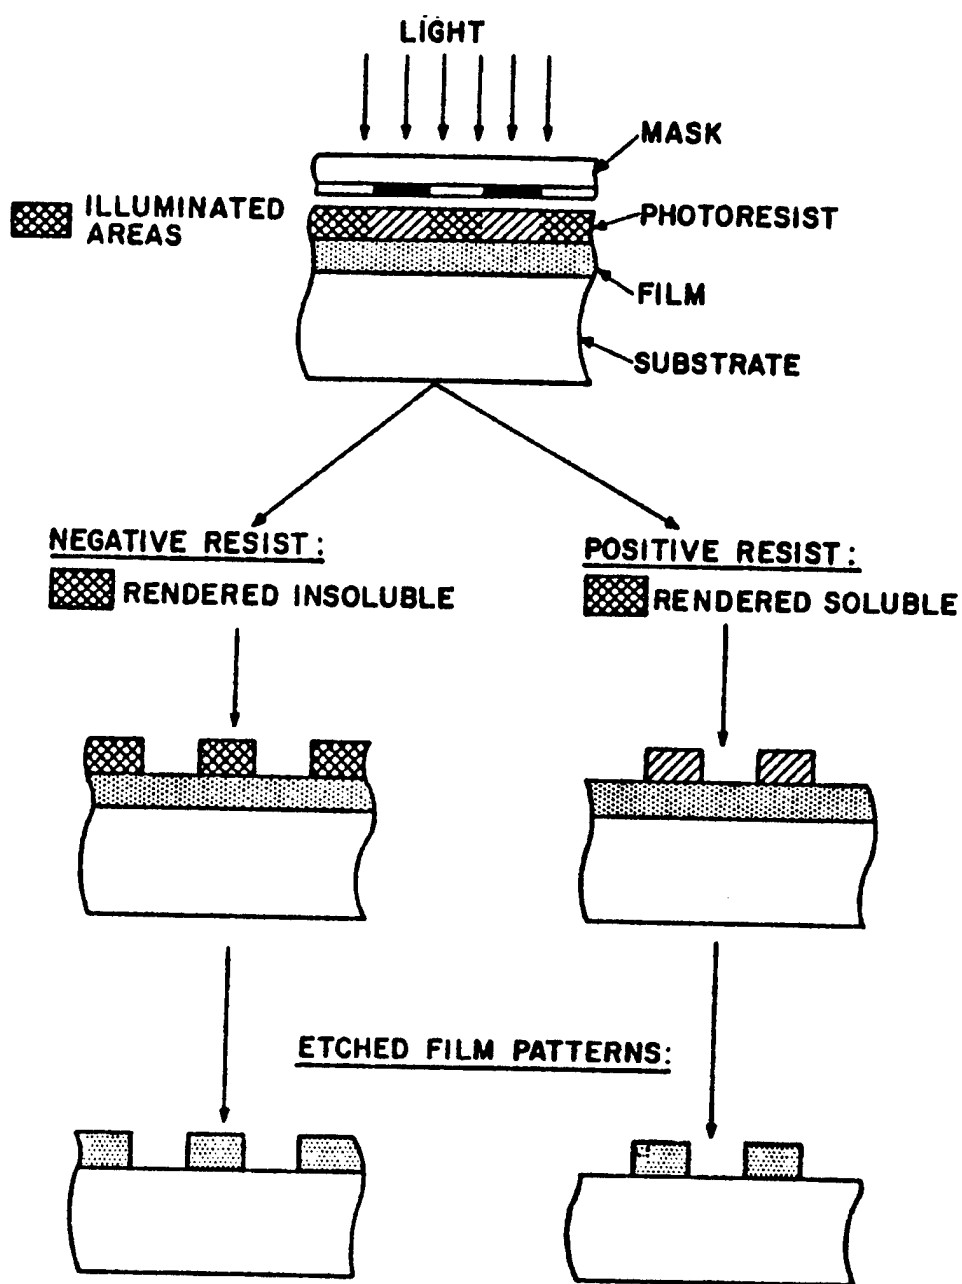 LIGHT
MASK
ILLUMINATED
AREAS
PHOTORESIST
FILM
SUBSTRATE
NEGATIVE RESIST:
RENDERED INSOLUBLE
POSITIVE RESIST:
RENDERED SOLUBLE
ETCHED FILM PATTERNS: